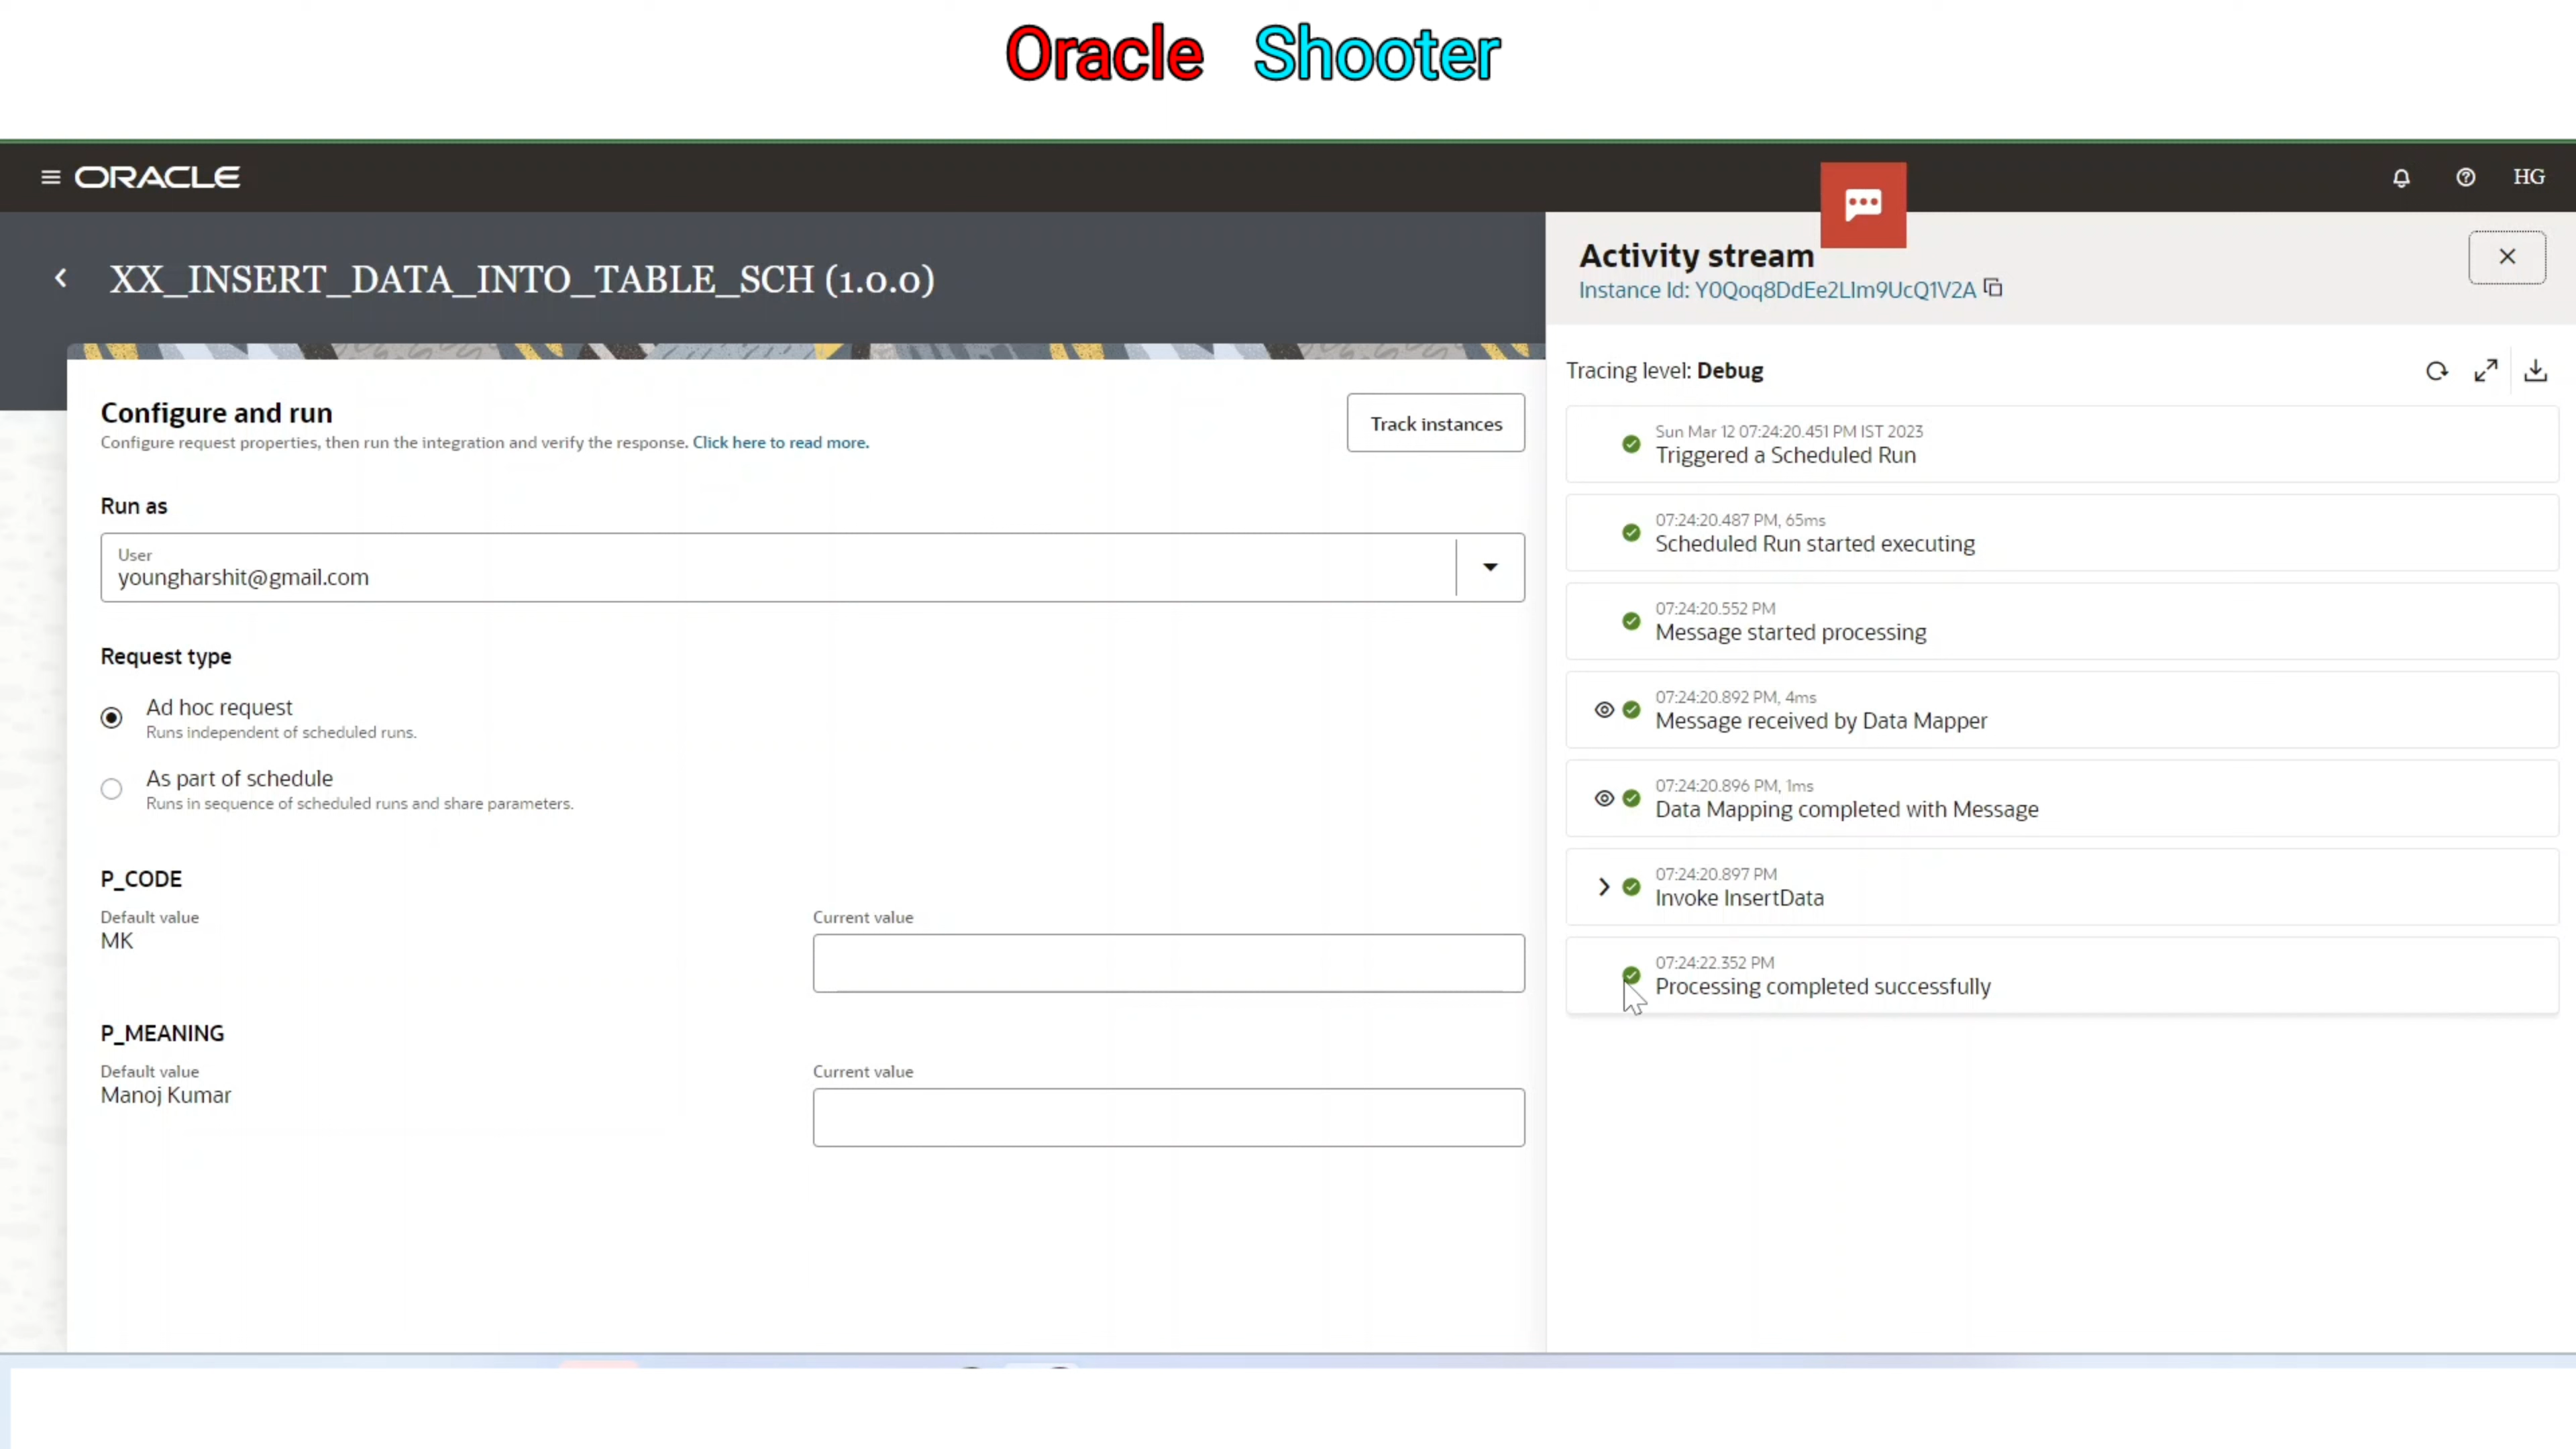 Oracle Shooter
ORACLE
HG
XX_INSERT_DATA_INTO_TABLE_SCH (1.0.0)
Configure and run
Configure request properties, then run the integration and verify the response. Click here to read more.
Track instances
Run as
User
youngharshit@gmail.com
Request type
Ad hoc request
Runs independent of scheduled runs.
As part of schedule
Runs in sequence of scheduled runs and share parameters.
P_CODE
Default value
MK
Current value
P_MEANING
Default value
Manoj Kumar
Current value
Activity stream
Instance Id: Y0Qoq8DdEe2LIm9UcQ1V2A
Tracing level: Debug
Sun Mar 12 07:24:20.451 PM IST 2023
Triggered a Scheduled Run
07:24:20.487 PM, 65ms
Scheduled Run started executing
07:24:20.552 PM
Message started processing
07:24:20.892 PM, 4ms
Message received by Data Mapper
07:24:20.896 PM, 1ms
Data Mapping completed with Message
07:24:20.897 PM
Invoke InsertData
07:24:22.352 PM
Processing completed successfully